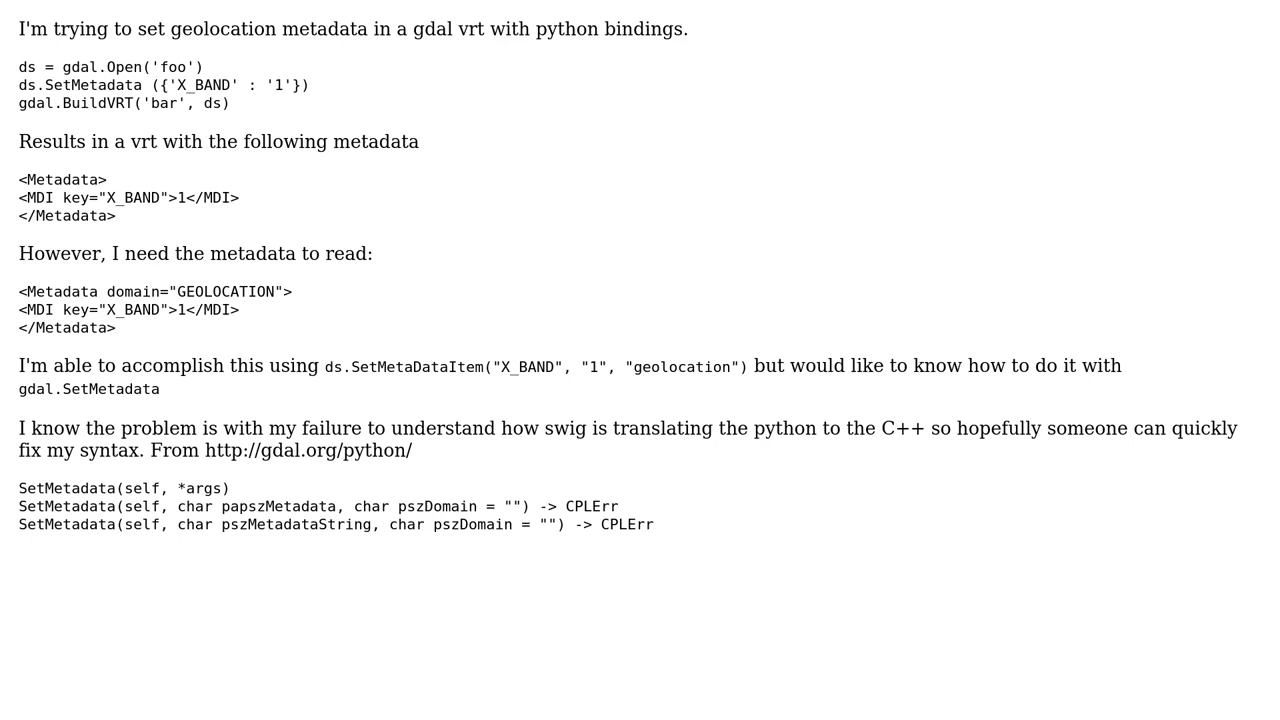 I'm trying to set geolocation metadata in a gdal vrt with python bindings.
ds = gdal.Open('foo')
ds.SetMetadata ({'X_BAND' : '1'})
gdal.BuildVRT('bar', ds)
Results in a vrt with the following metadata
<Metadata>
<MDI key="X_BAND">1</MDI>
</Metadata>
However, I need the metadata to read:
<Metadata domain="GEOLOCATION">
<MDI key="X_BAND">1</MDI>
</Metadata>
I'm able to accomplish this using ds.SetMetaDataItem("X_BAND", "1", "geolocation") but would like to know how to do it with
gdal.SetMetadata
I know the problem is with my failure to understand how swig is translating the python to the C++ so hopefully someone can quickly
fix my syntax. From http://gdal.org/python/
SetMetadata(self, *args)
SetMetadata(self, char papszMetadata, char pszDomain = "") -> CPLErr
SetMetadata(self, char pszMetadataString, char pszDomain = "") -> CPLErr